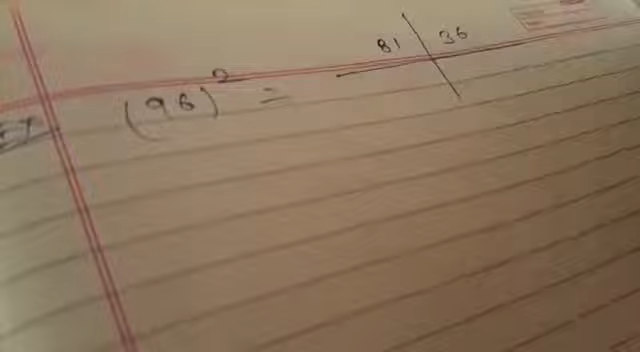 81 36
(96)² =